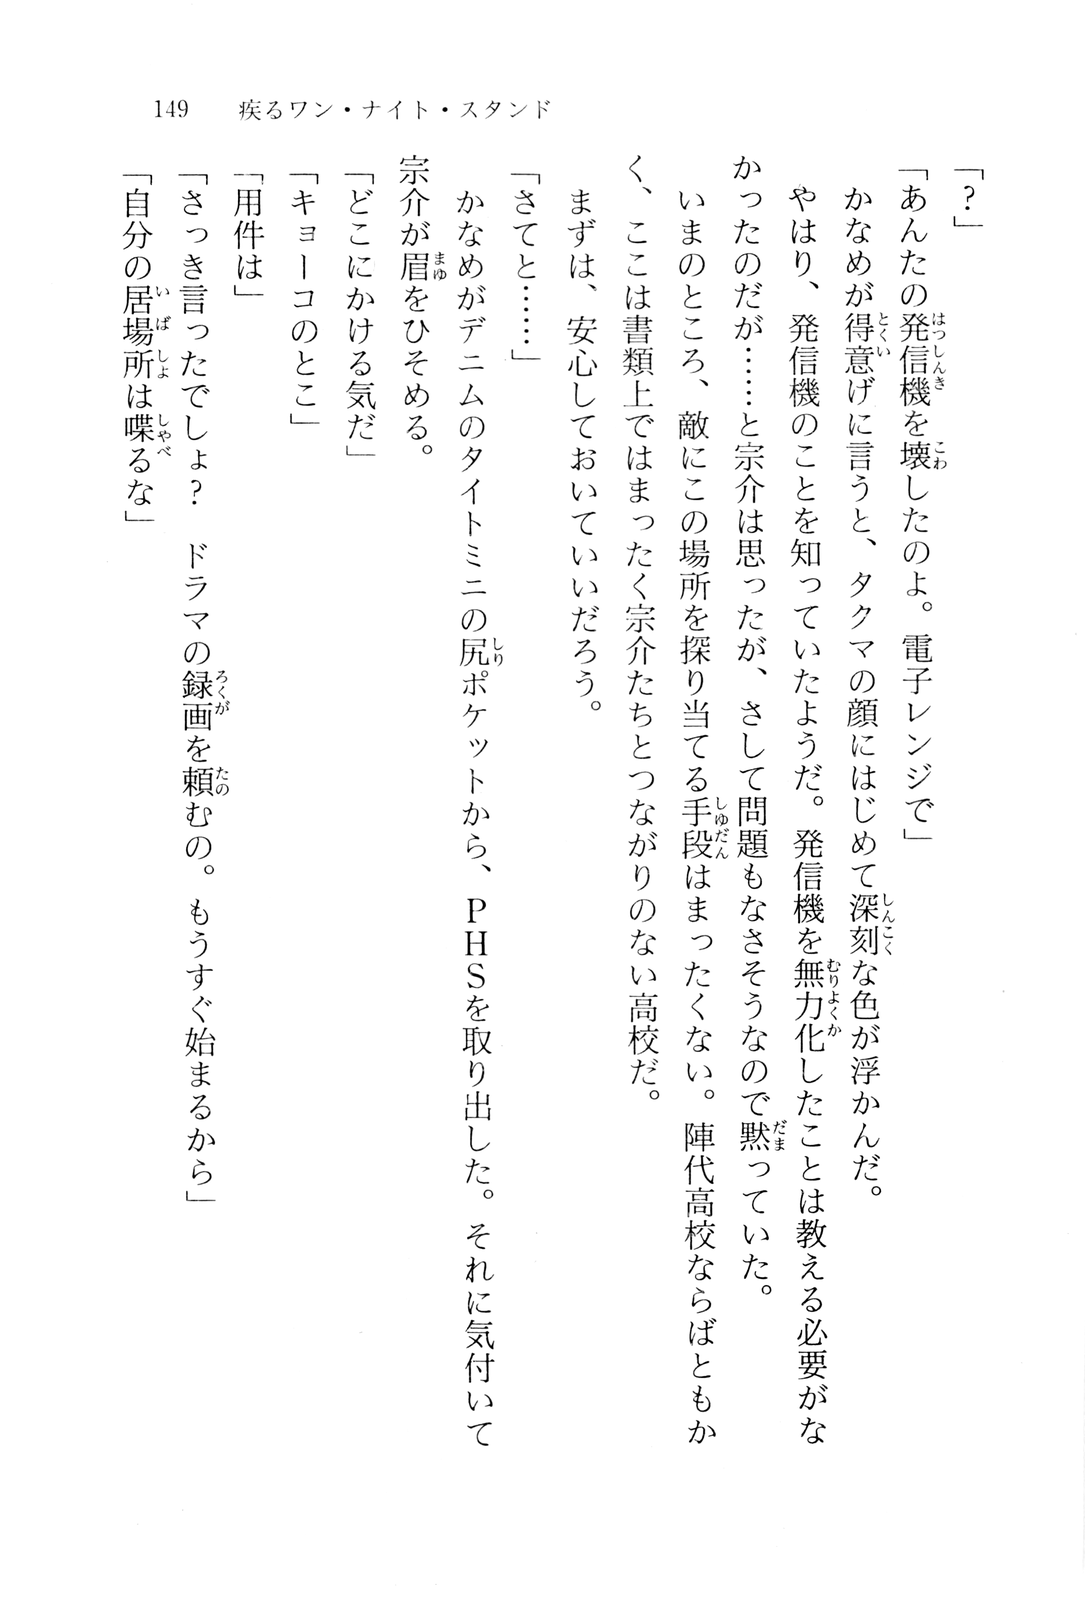 149　疾るワン・ナイト・スタンド
「？」
「あんたの発信機を壊したのよ。電子レンジで」
　かなめが得意げに言うと、タクマの顔にはじめて深刻な色が浮かんだ。
　やはり、発信機のことを知っていたようだ。発信機を無力化したことは教える必要がな
かったのだが……と宗介は思ったが、さして問題もなさそうなので黙っていた。
　いまのところ、敵にこの場所を探り当てる手段はまったくない。陣代高校ならばともか
く、ここは書類上ではまったく宗介たちとつながりのない高校だ。
　まずは、安心しておいていいだろう。
「さてと……」
　かなめがデニムのタイトミニの尻ポケットから、ＰＨＳを取り出した。それに気付いて
宗介が眉をひそめる。
「どこにかける気だ」
「キョーコのとこ」
「用件は」
「さっき言ったでしょ？　ドラマの録画を頼むの。もうすぐ始まるから」
「自分の居場所は喋るな」